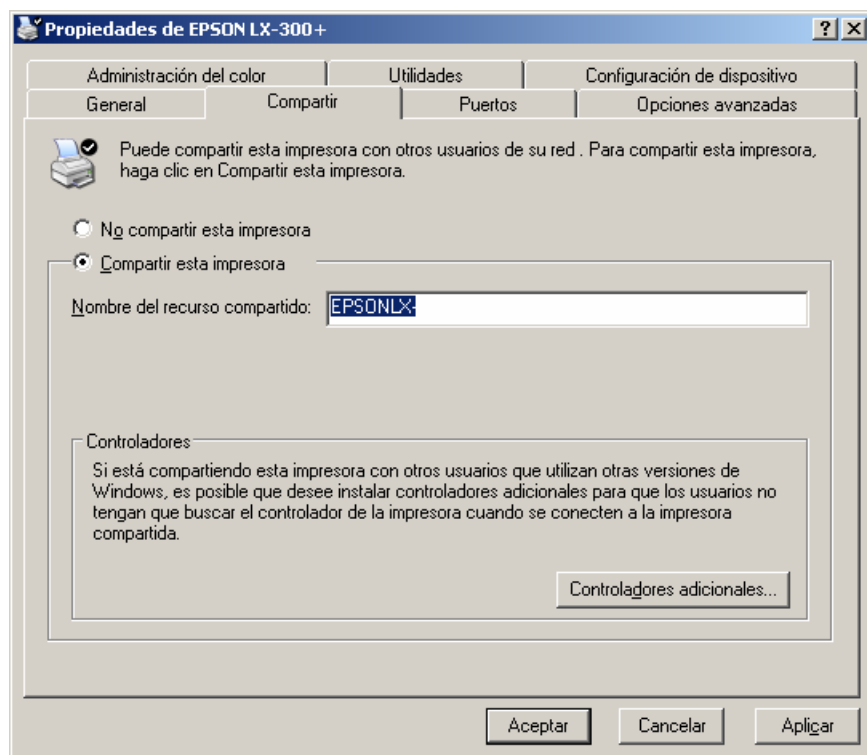 Propiedades de EPSON LX-300+
Administración del color Utilidades Configuración de dispositivo
General Compartir Puertos Opciones avanzadas
Puede compartir esta impresora con otros usuarios de su red . Para compartir esta impresora,
haga clic en Compartir esta impresora.
No compartir esta impresora
Compartir esta impresora
Nombre del recurso compartido: EPSONLX-
Controladores
Si está compartiendo esta impresora con otros usuarios que utilizan otras versiones de
Windows, es posible que desee instalar controladores adicionales para que los usuarios no
tengan que buscar el controlador de la impresora cuando se conecten a la impresora
compartida.
Controladores adicionales...
Aceptar Cancelar Aplicar